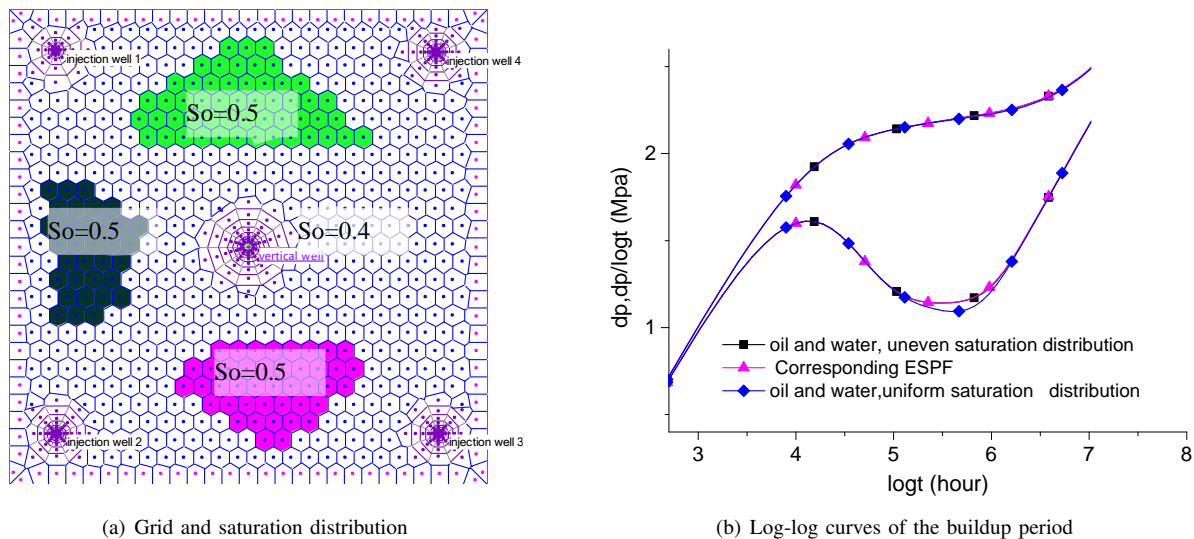 injection well 1
injection well 4
So=0.5
So=0.5
So=0.4
vertical well
So=0.5
injection well 2
injection well 3
(a) Grid and saturation distribution
dp,dp/logt (Mpa)
2
1
oil and water, uneven saturation distribution
Corresponding ESPF
oil and water,uniform saturation distribution
3 4 5 6 7 8
logt (hour)
(b) Log-log curves of the buildup period